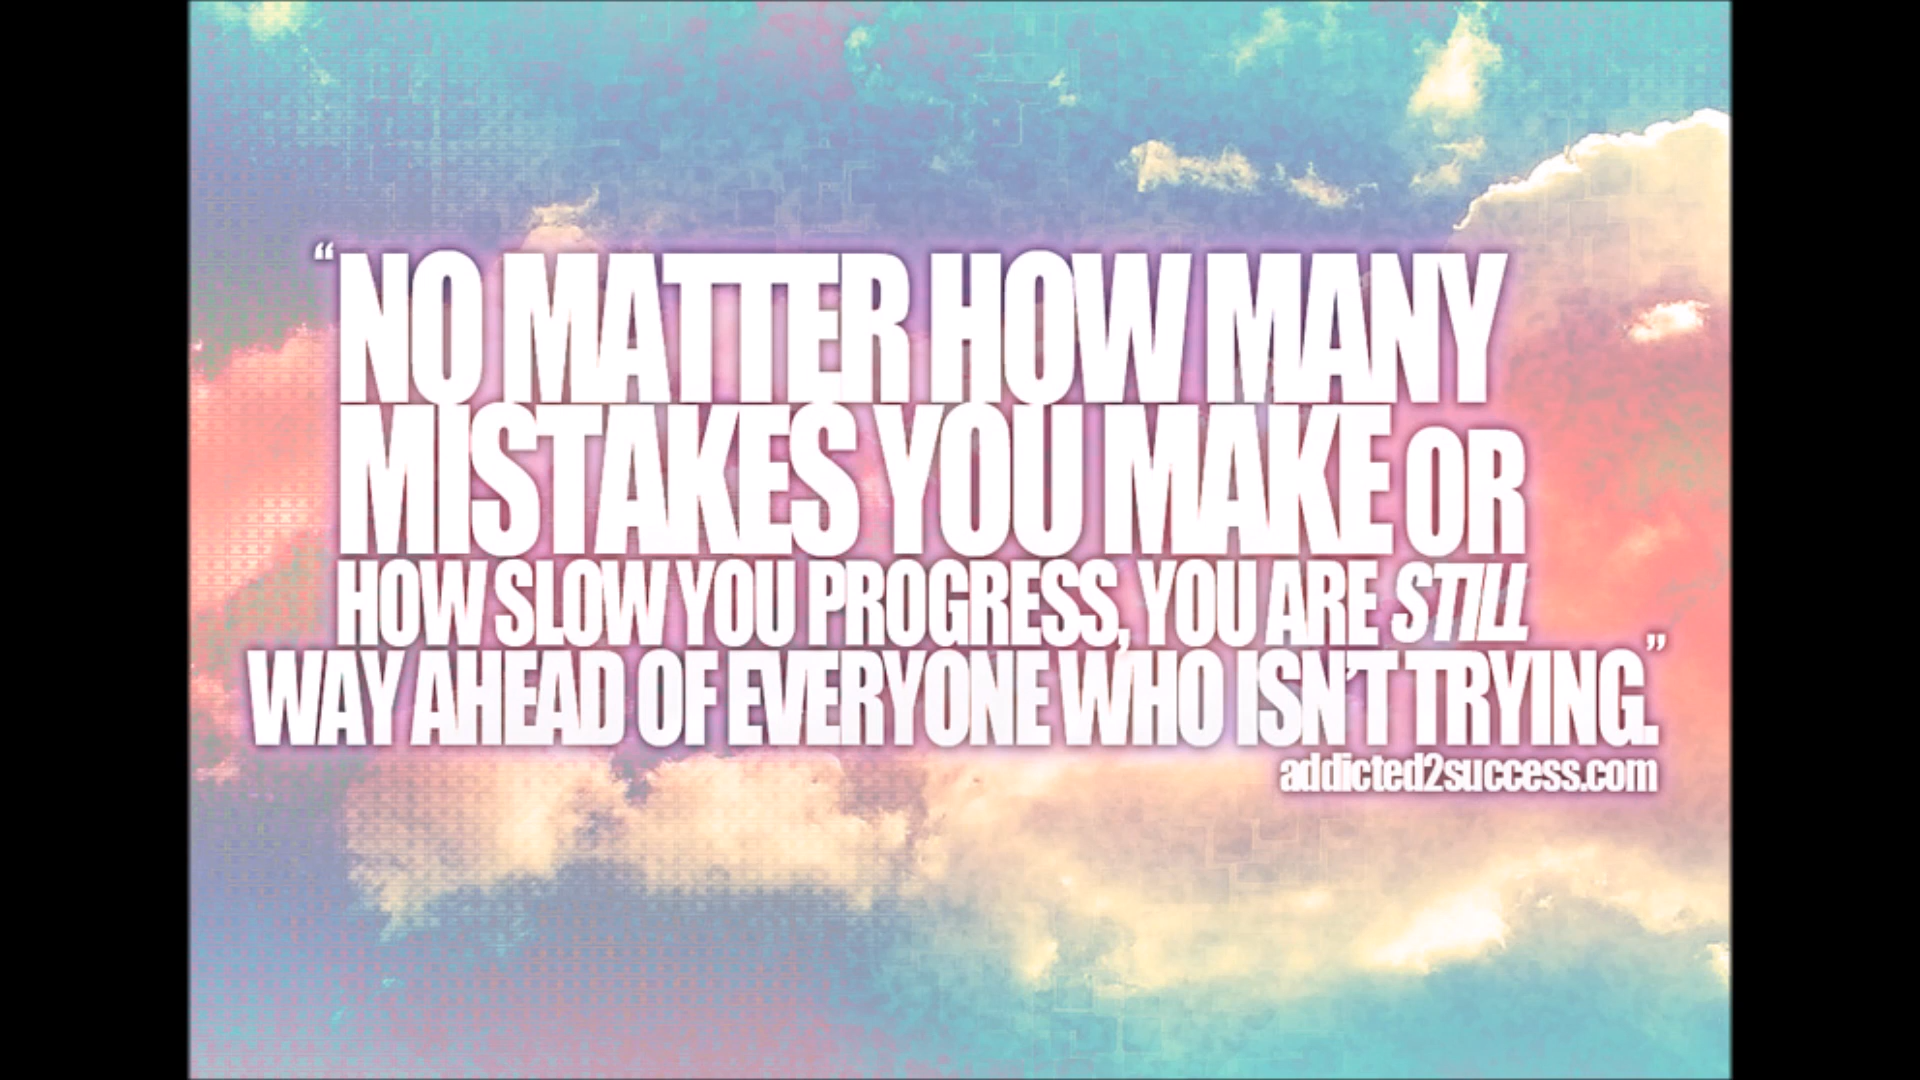 “NO MATTER HOW MANY
MISTAKES YOU MAKE OR
HOW SLOW YOU PROGRESS, YOU ARE STILL
WAY AHEAD OF EVERYONE WHO ISN’T TRYING.”
addicted2success.com